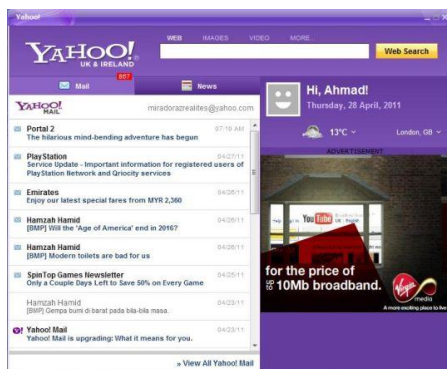 Yahoo!
WEB IMAGES VIDEO MORE...
YAHOO!
UK & IRELAND
Web Search
867
Mail
News
YAHOO! MAIL
miradorazrealites@yahoo.com
Portal 2 07:10 AM
The hilarious mind-bending adventure has begun
PlayStation 04/27/11
Service Update - Important information for registered users of
PlayStation Network and Qriocity services
Emirates 04/26/11
Enjoy our latest special fares from MYR 2,360
Hamzah Hamid 04/26/11
[BMP] Will the 'Age of America' end in 2016?
Hamzah Hamid 04/26/11
[BMP] Modern toilets are bad for us
SpinTop Games Newsletter 04/25/11
Only a Couple Days Left to Save 50% on Every Game
Hamzah Hamid 04/23/11
[BMP] Gempa bumi di barat pada bila-bila masa.
Yahoo! Mail 04/23/11
Yahoo! Mail is upgrading: What it means for you.
» View All Yahoo! Mail
Hi, Ahmad!
Thursday, 28 April, 2011
13°C
London, GB
ADVERTISEMENT
YouTube
for the price of
10Mb broadband.
Virgin
media
A more exciting place to live